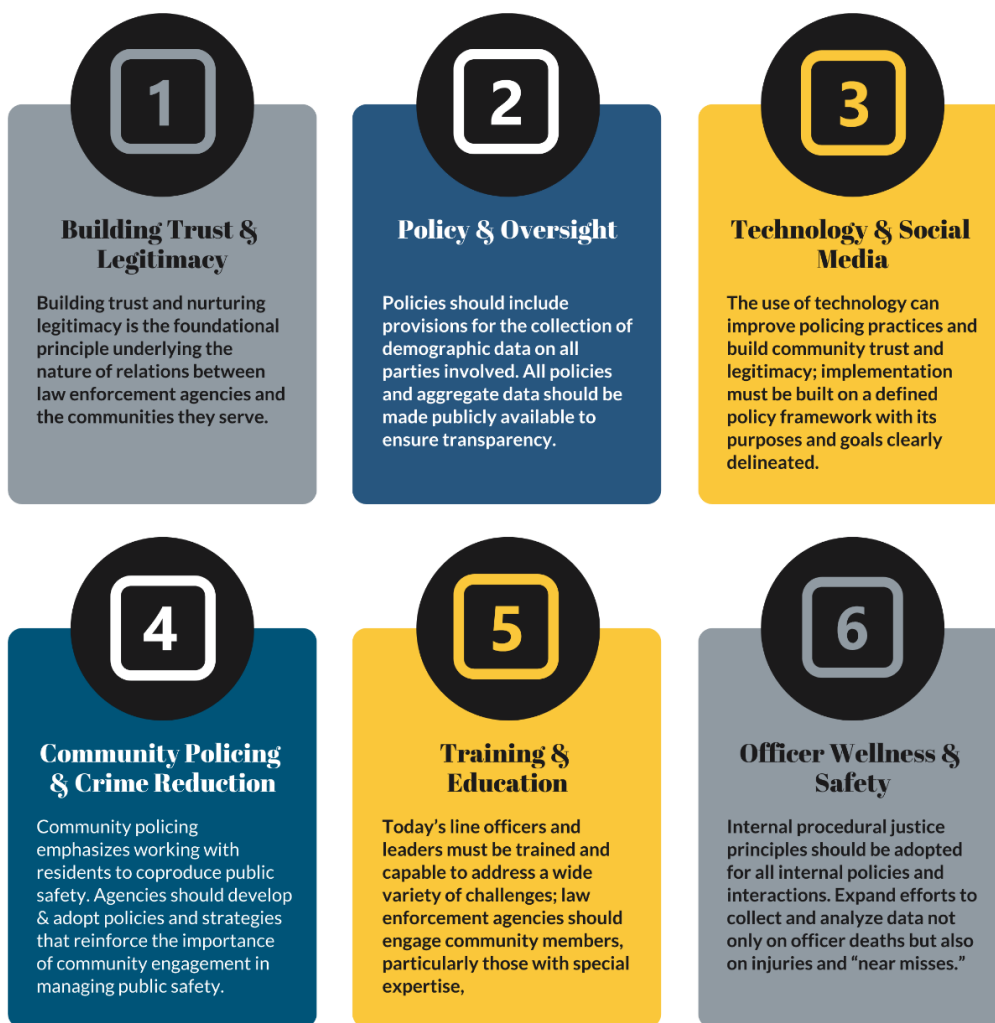 1
Building Trust &
Legitimacy
Building trust and nurturing
legitimacy is the foundational
principle underlying the
nature of relations between
law enforcement agencies and
the communities they serve.
2
Policy & Oversight
Policies should include
provisions for the collection of
demographic data on all
parties involved. All policies
and aggregate data should be
made publicly available to
ensure transparency.
3
Technology & Social
Media
The use of technology can
improve policing practices and
build community trust and
legitimacy; implementation
must be built on a defined
policy framework with its
purposes and goals clearly
delineated.
4
Community Policing
& Crime Reduction
Community policing
emphasizes working with
residents to coproduce public
safety. Agencies should develop
& adopt policies and strategies
that reinforce the importance
of community engagement in
managing public safety.
5
Training &
Education
Today’s line officers and
leaders must be trained and
capable to address a wide
variety of challenges; law
enforcement agencies should
engage community members,
particularly those with special
expertise,
6
Officer Wellness &
Safety
Internal procedural justice
principles should be adopted
for all internal policies and
interactions. Expand efforts to
collect and analyze data not
only on officer deaths but also
on injuries and “near misses.”